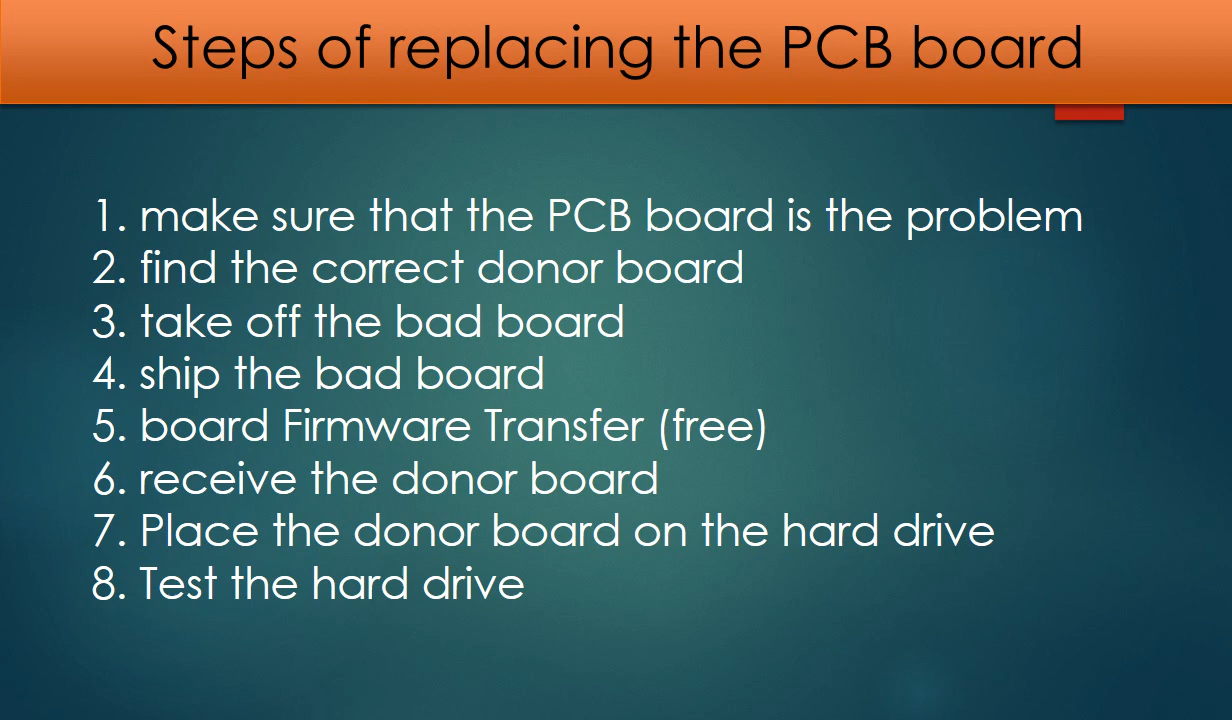 Steps of replacing the PCB board
1. make sure that the PCB board is the problem
2. find the correct donor board
3. take off the bad board
4. ship the bad board
5. board Firmware Transfer (free)
6. receive the donor board
7. Place the donor board on the hard drive
8. Test the hard drive